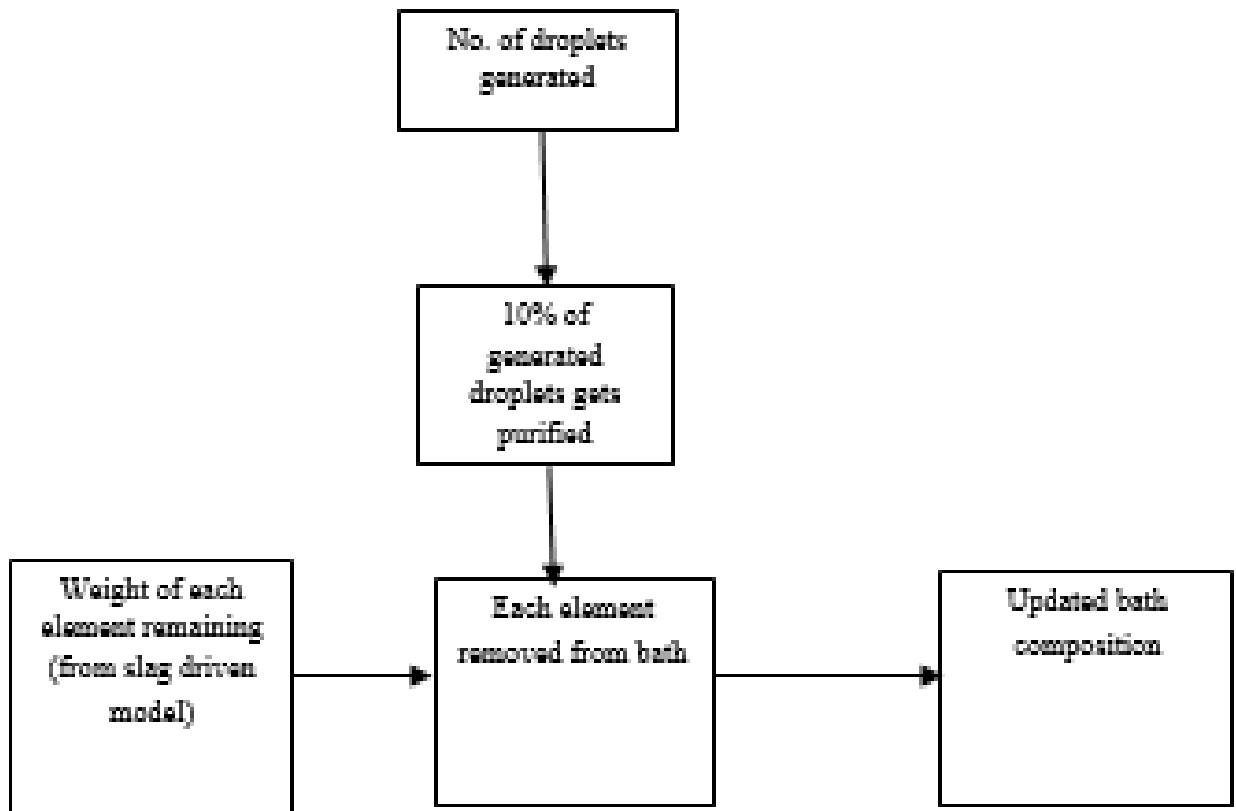 No. of droplets
generated
10% of
generated
droplets gets
purified
Weight of each
element remaining
(from slag driven
model)
Each element
removed from bath
Updated bath
composition